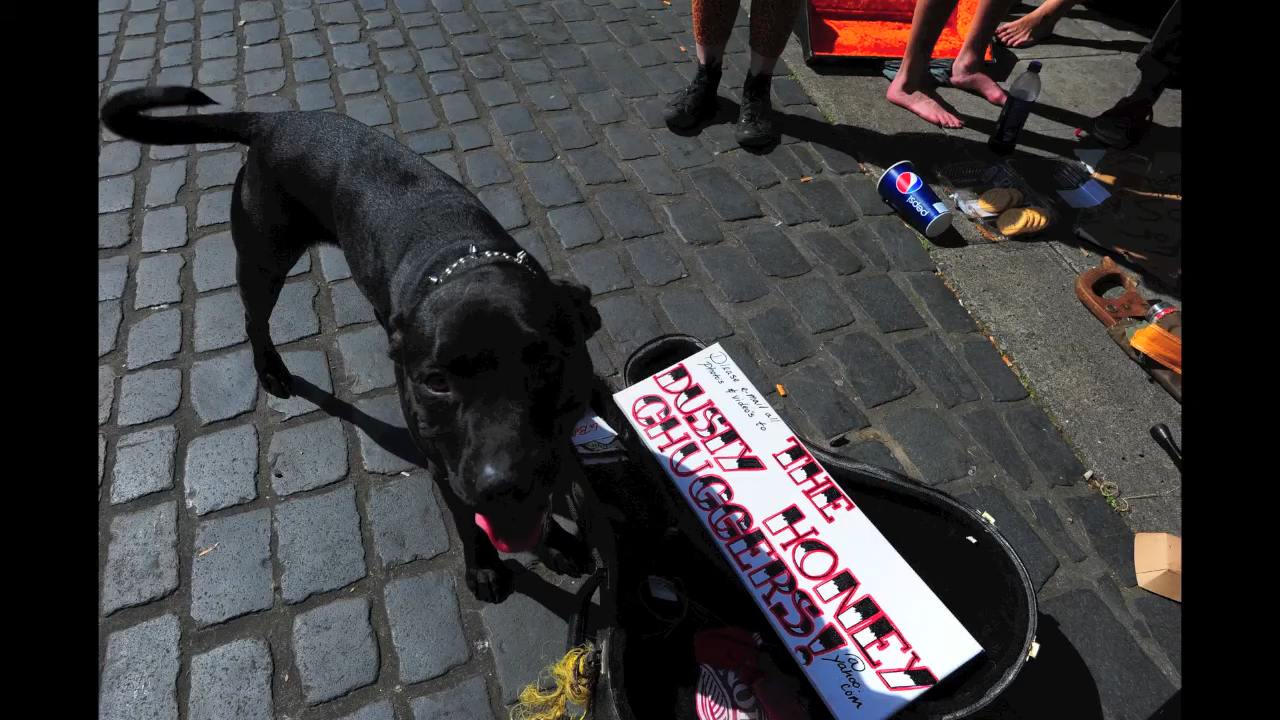 Please e-mail all
photos & videos to
THE HONEY
DUSTY
CHUGGERS!
@
yahoo.
com
pepsi